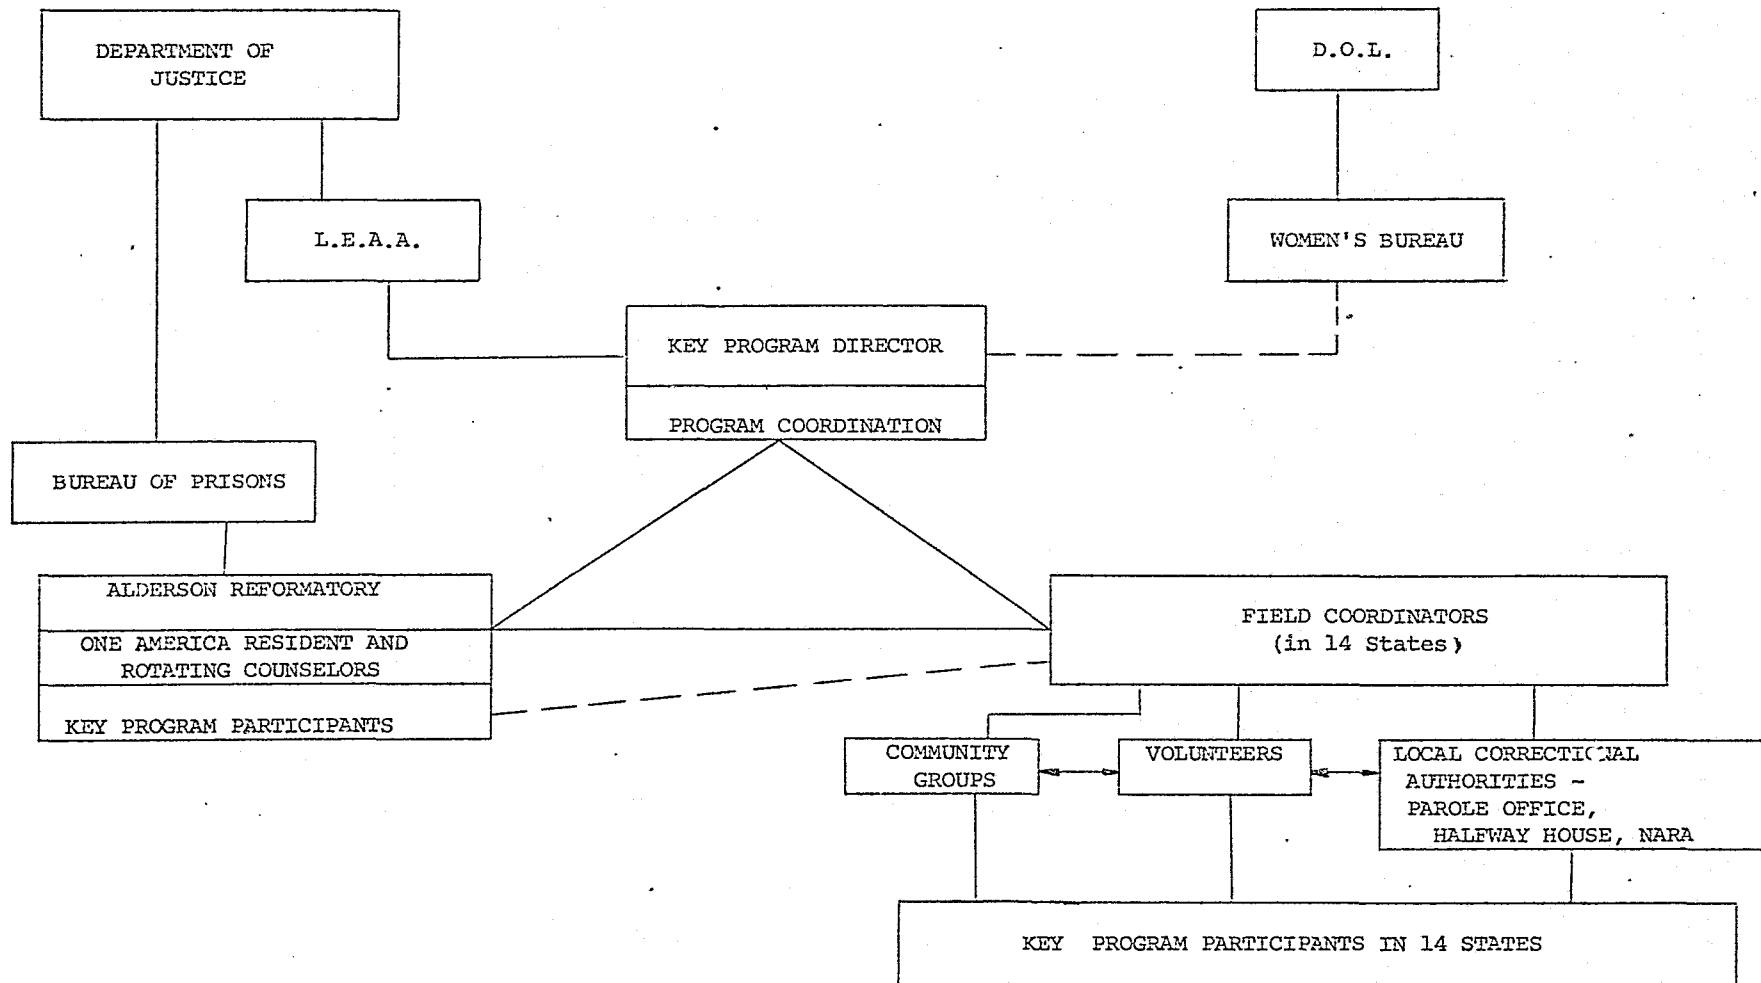 DEPARTMENT OF
JUSTICE
D.O.L.
L.E.A.A.
WOMEN'S BUREAU
KEY PROGRAM DIRECTOR
PROGRAM COORDINATION
BUREAU OF PRISONS
ALDERSON REFORMATORY
ONE AMERICA RESIDENT AND
ROTATING COUNSELORS
KEY PROGRAM PARTICIPANTS
FIELD COORDINATORS
(in 14 States)
COMMUNITY
GROUPS
VOLUNTEERS
LOCAL CORRECTIONAL
AUTHORITIES -
PAROLE OFFICE,
HALFWAY HOUSE, NARA
KEY PROGRAM PARTICIPANTS IN 14 STATES